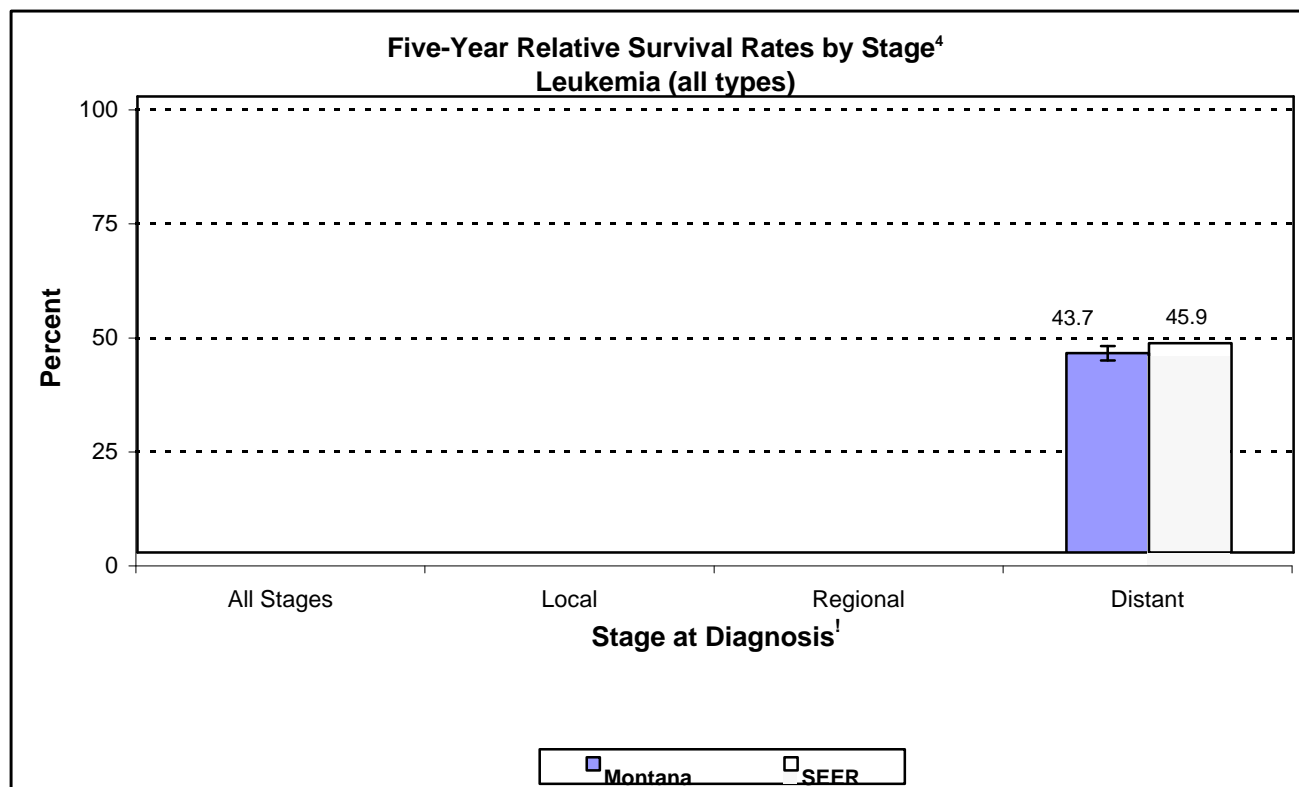 Five-Year Relative Survival Rates by Stage⁴
Leukemia (all types)
100
75
50
25
0
Percent
43.7 45.9
All Stages Local Regional Distant
Stage at Diagnosis!
Montana SEER